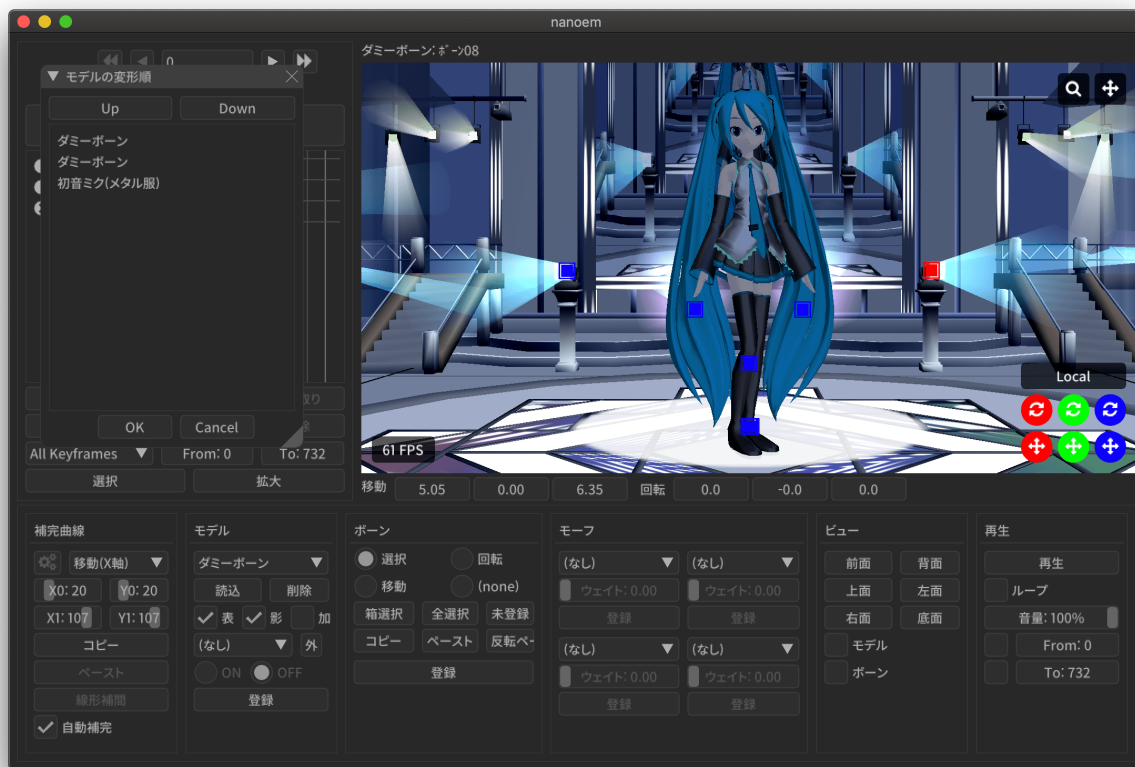 nanoem
0
ダミーボーン: ﾎﾞｰﾝ08
モデルの変形順
Up
Down
ダミーボーン
ダミーボーン
初音ミク(メタル服)
OK
Cancel
Local
61 FPS
All Keyframes
From: 0
To: 732
選択
拡大
移動
5.05
0.00
6.35
回転
0.0
-0.0
0.0
補完曲線
移動(X軸)
X0: 20
Y0: 20
X1: 107
Y1: 107
コピー
ペースト
線形補間
自動補完
モデル
ダミーボーン
読込
削除
表
影
加
(なし)
外
ON
OFF
登録
ボーン
選択
回転
移動
(none)
箱選択
全選択
未登録
コピー
ペースト
反転ペー
登録
モーフ
(なし)
(なし)
ウェイト: 0.00
ウェイト: 0.00
登録
登録
(なし)
(なし)
ウェイト: 0.00
ウェイト: 0.00
登録
登録
ビュー
前面
背面
上面
左面
右面
底面
モデル
ボーン
再生
再生
ループ
音量: 100%
From: 0
To: 732